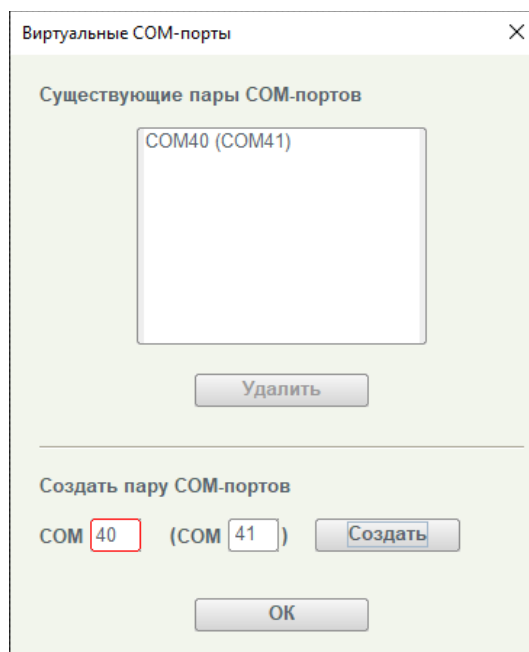 Виртуальные COM-порты
Существующие пары COM-портов
COM40 (COM41)
Удалить
Создать пару COM-портов
COM 40 (COM 41 ) Создать
ОК